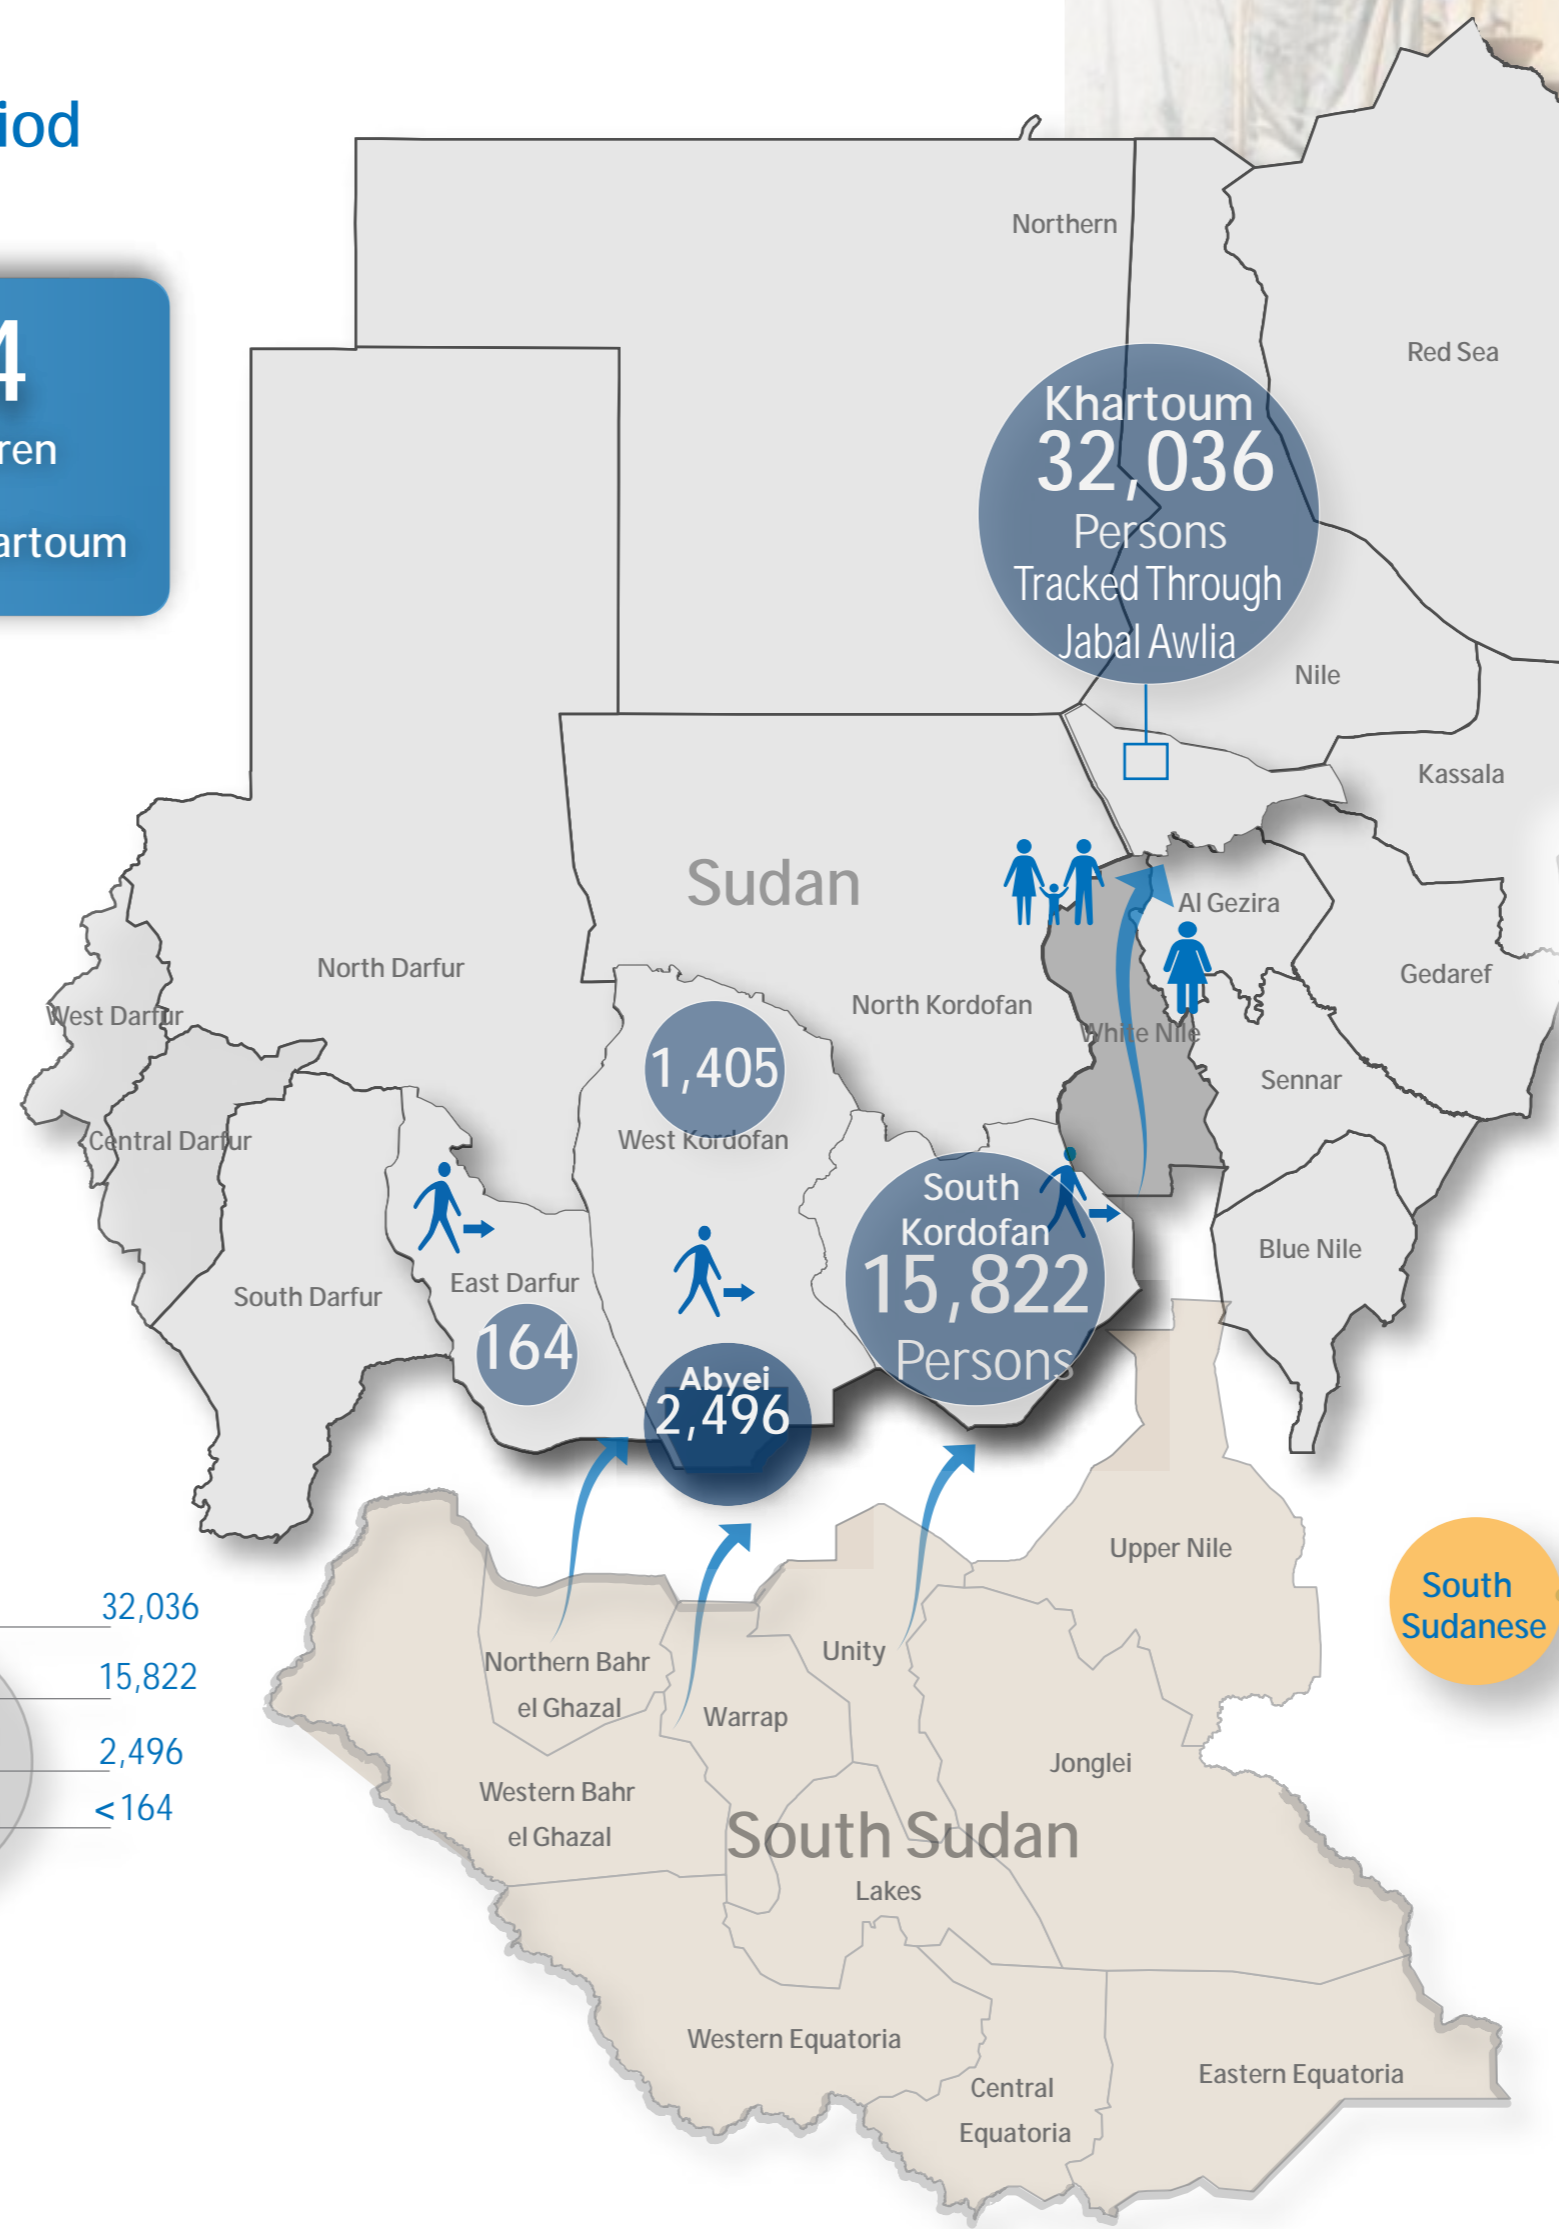 iod
4
ren
artoum
Northern
Red Sea
Khartoum
32,036
Persons
Tracked Through
Jabal Awlia
Nile
Kassala
Sudan
Al Gezira
North Darfur
Gedaref
West Darfur
North Kordofan
White Nile
1,405
Sennar
Central Darfur
West Kordofan
South
Kordofan
15,822
Persons
Blue Nile
East Darfur
South Darfur
164
Abyei
2,496
Upper Nile
South
Sudanese
32,036
15,822
2,496
<164
Northern Bahr
el Ghazal
Unity
Warrap
Jonglei
Western Bahr
el Ghazal
South Sudan
Lakes
Western Equatoria
Central
Equatoria
Eastern Equatoria